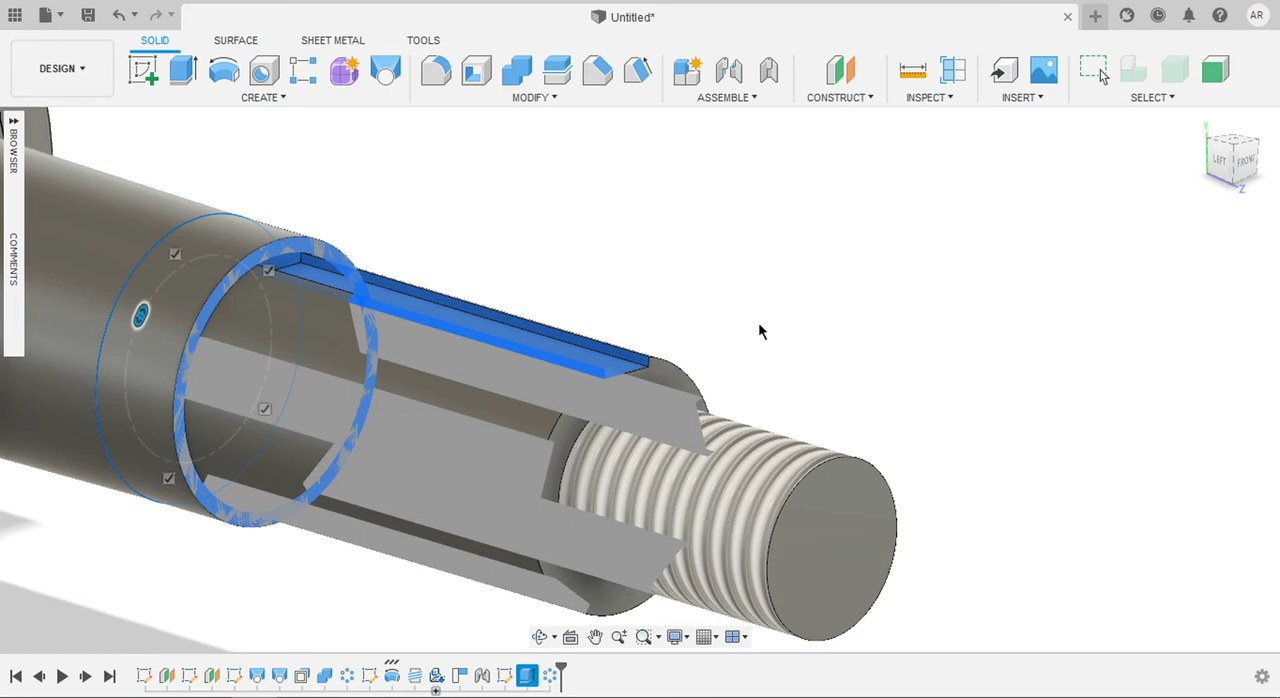 Untitled*
AR
SOLID
SURFACE
SHEET METAL
TOOLS
DESIGN
CREATE
MODIFY
ASSEMBLE
CONSTRUCT
INSPECT
INSERT
SELECT
BROWSER
COMMENTS
Y
LEFT
FRONT
Z